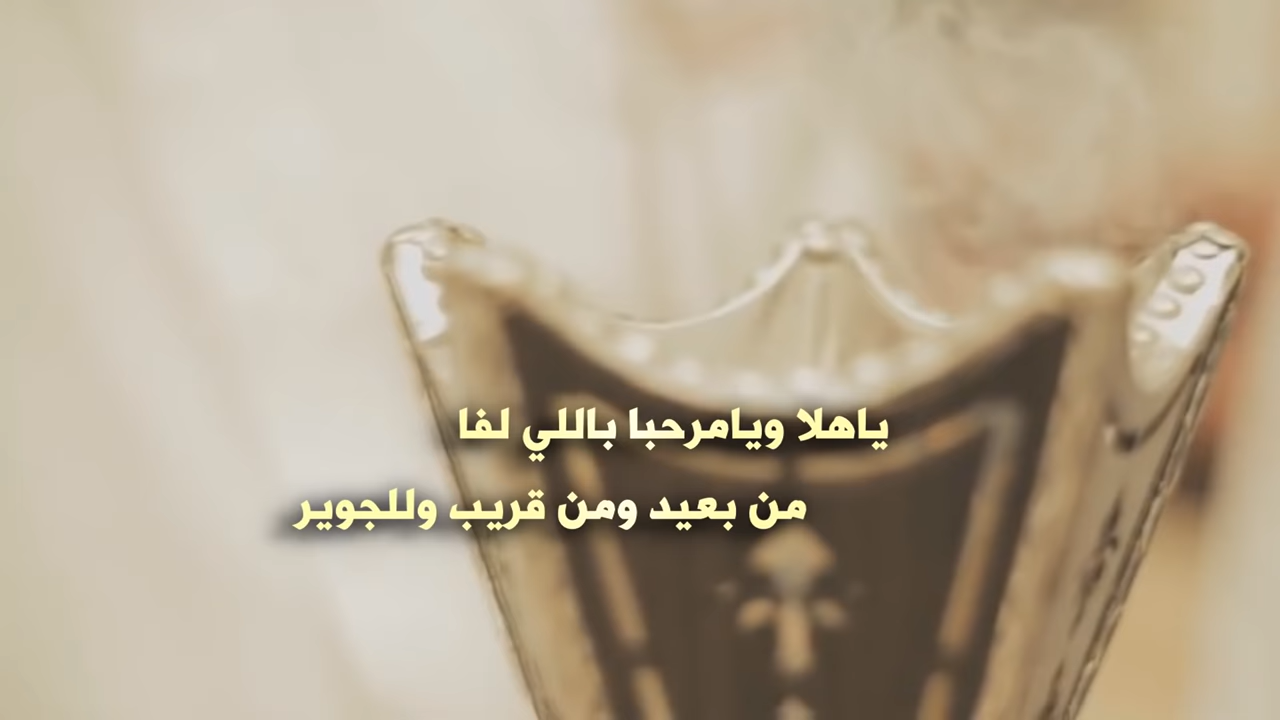 ياهلا ويامرحبا باللي لفا
من بعيد ومن قريب وللجوير